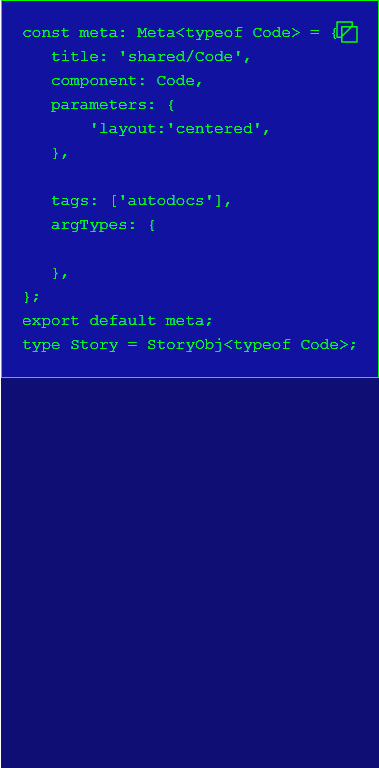 const meta: Meta<typeof Code> = {
title: 'shared/Code',
component: Code,
parameters: {
'layout:'centered',
},
tags: ['autodocs'],
argTypes: {
},
};
export default meta;
type Story = StoryObj<typeof Code>;